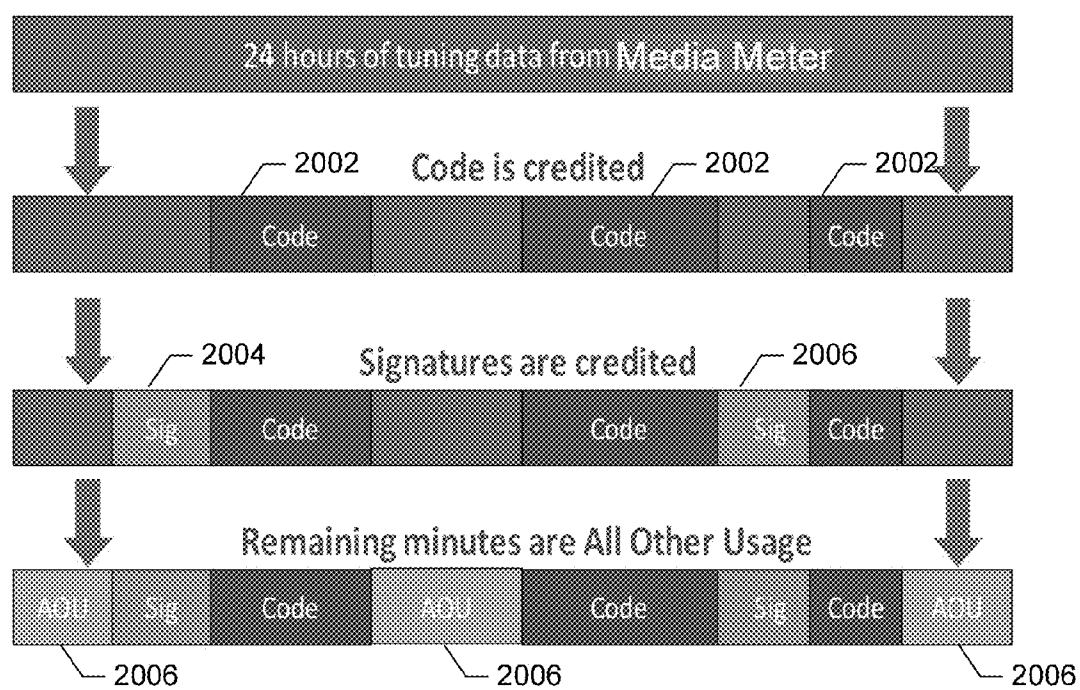 24 hours of tuning data from Media Meter
Code is credited
2002
2002
2002
Code
Code
Code
Signatures are credited
2004
2006
Sig
Code
Code
Sig
Code
Remaining minutes are All Other Usage
AOU
Sig
Code
AOU
Code
Sig
Code
AOU
2006
2006
2006